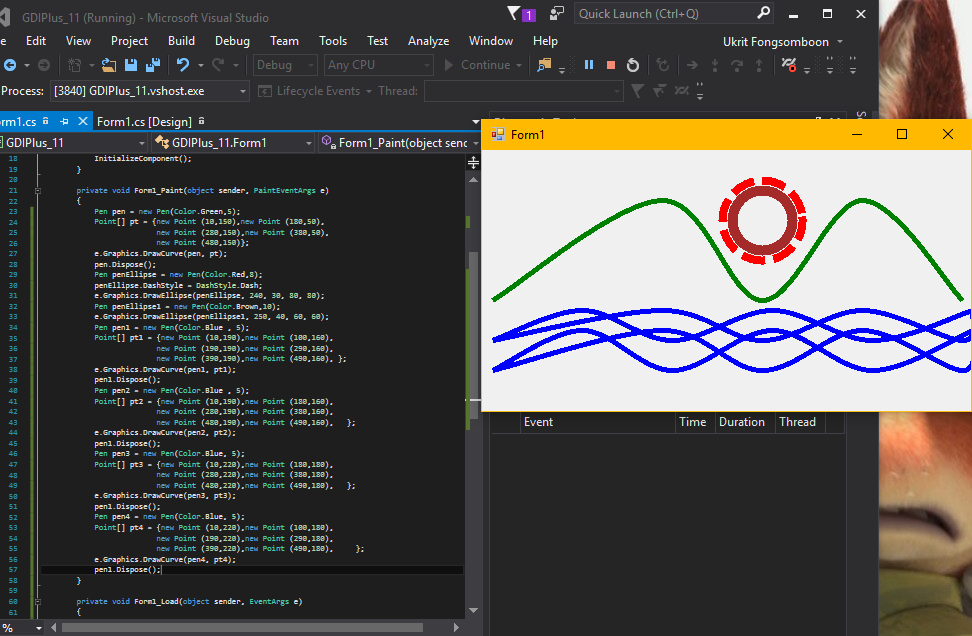 GDIPlus_11 (Running) - Microsoft Visual Studio
1
Quick Launch (Ctrl+Q)
e Edit View Project Build Debug Team Tools Test Analyze Window Help
Ukrit Fongsomboon
Debug Any CPU Continue
Process: [3840] GDIPlus_11.vshost.exe Lifecycle Events Thread:
rm1.cs Form1.cs [Design]
GDIPlus_11 GDIPlus_11.Form1 Form1_Paint(object senc
18 InitializeComponent();
19 }
20
21 private void Form1_Paint(object sender, PaintEventArgs e)
22 {
23 Pen pen = new Pen(Color.Green,5);
24 Point[] pt = {new Point (10,150),new Point (180,50),
25 new Point (280,150),new Point (380,50),
26 new Point (480,150)};
27 e.Graphics.DrawCurve(pen, pt);
28 pen.Dispose();
29 Pen penEllipse = new Pen(Color.Red,8);
30 penEllipse.DashStyle = DashStyle.Dash;
31 e.Graphics.DrawEllipse(penEllipse, 240, 30, 80, 80);
32 Pen penEllipse1 = new Pen(Color.Brown,10);
33 e.Graphics.DrawEllipse(penEllipse1, 250, 40, 60, 60);
34 Pen pen1 = new Pen(Color.Blue , 5);
35 Point[] pt1 = {new Point (10,190),new Point (100,160),
36 new Point (190,190),new Point (290,160),
37 new Point (390,190),new Point (490,160), };
38 e.Graphics.DrawCurve(pen1, pt1);
39 pen1.Dispose();
40 Pen pen2 = new Pen(Color.Blue , 5);
41 Point[] pt2 = {new Point (10,190),new Point (180,160),
42 new Point (280,190),new Point (380,160),
43 new Point (480,190),new Point (490,160), };
44 e.Graphics.DrawCurve(pen2, pt2);
45 pen1.Dispose();
46 Pen pen3 = new Pen(Color.Blue, 5);
47 Point[] pt3 = {new Point (10,220),new Point (180,180),
48 new Point (280,220),new Point (380,180),
49 new Point (480,220),new Point (490,180), };
50 e.Graphics.DrawCurve(pen3, pt3);
51 pen1.Dispose();
52 Pen pen4 = new Pen(Color.Blue, 5);
53 Point[] pt4 = {new Point (10,220),new Point (100,180),
54 new Point (190,220),new Point (290,180),
55 new Point (390,220),new Point (490,180), };
56 e.Graphics.DrawCurve(pen4, pt4);
57 pen1.Dispose();
58 }
59
60 private void Form1_Load(object sender, EventArgs e)
61 {
%
Form1
Event Time Duration Thread